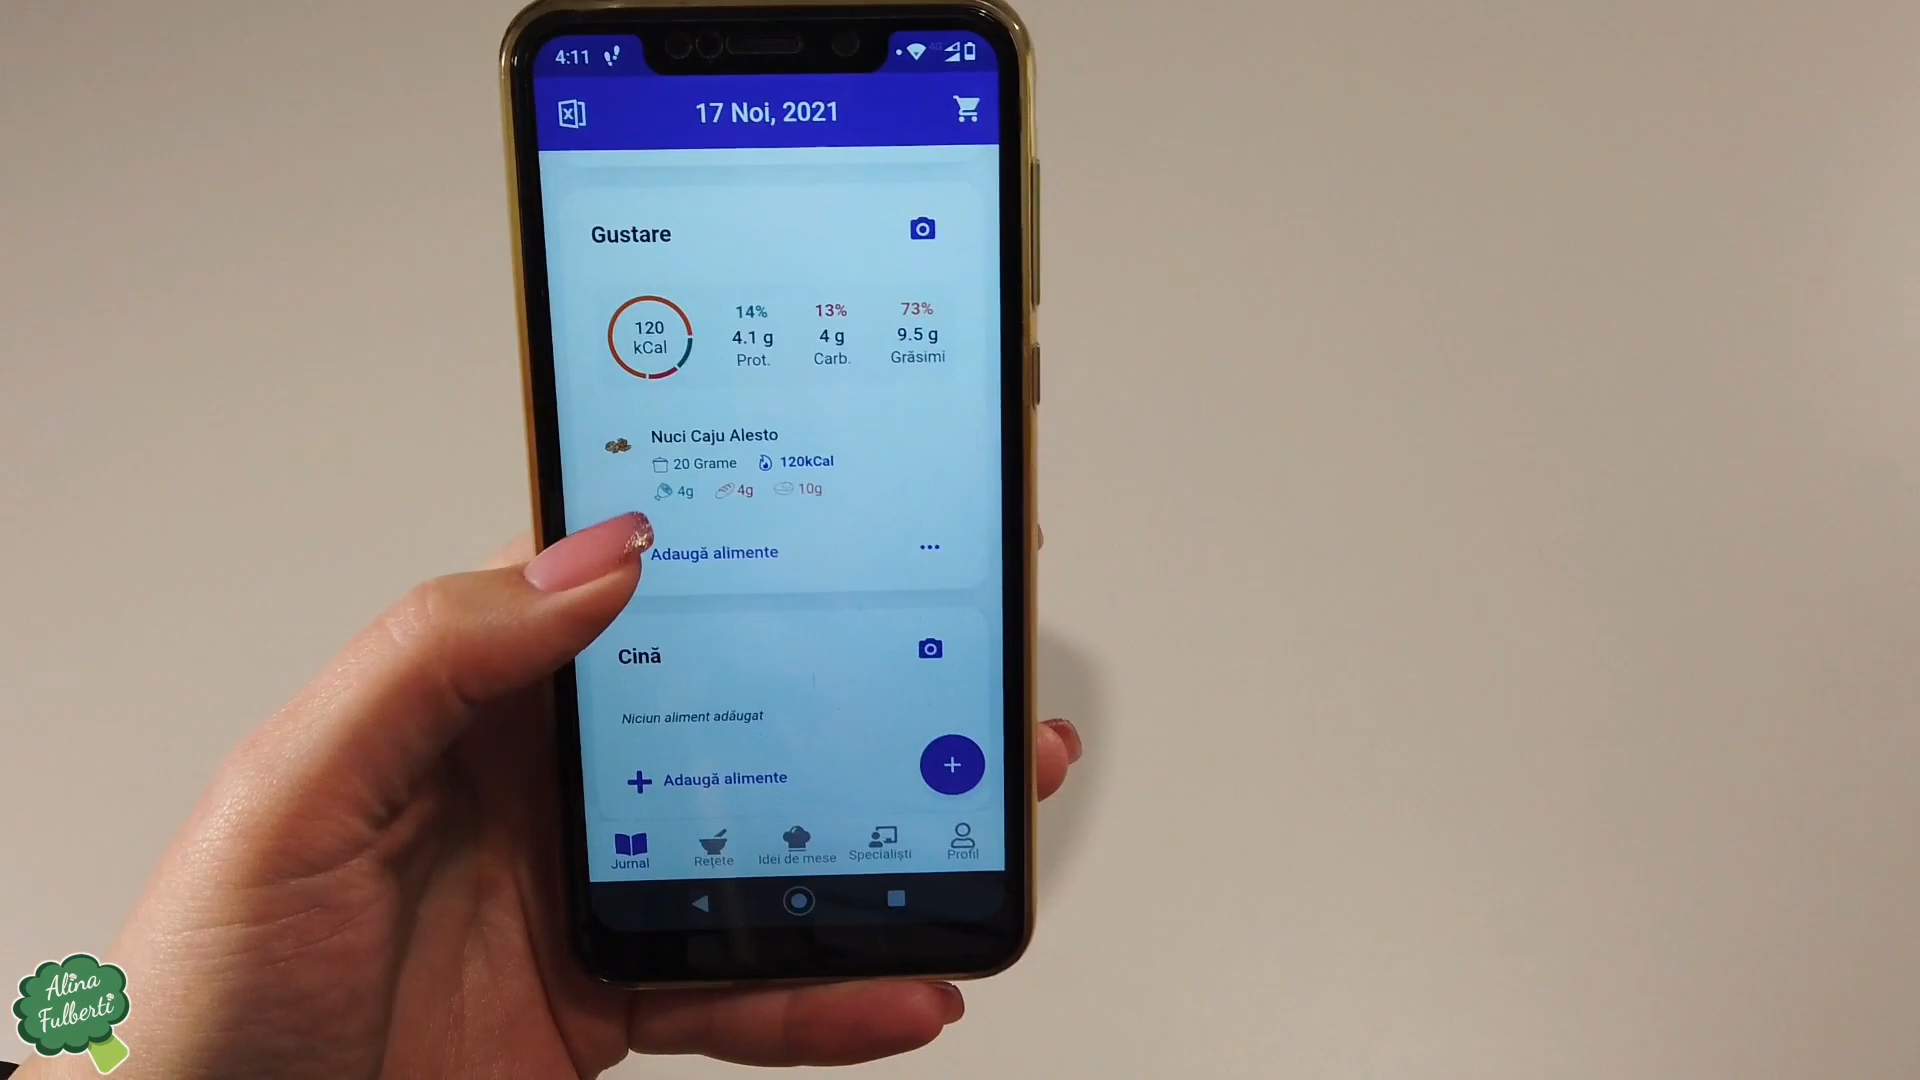 4:11
4G
17 Noi, 2021
Gustare
120 kCal
14% 13% 73%
4.1 g 4 g 9.5 g
Prot. Carb. Grăsimi
Nuci Caju Alesto
20 Grame 120kCal
4g 4g 10g
Adaugă alimente
Cină
Niciun aliment adăugat
Adaugă alimente
Jurnal Rețete Idei de mese Specialiști Profil
Alina
Fulberti